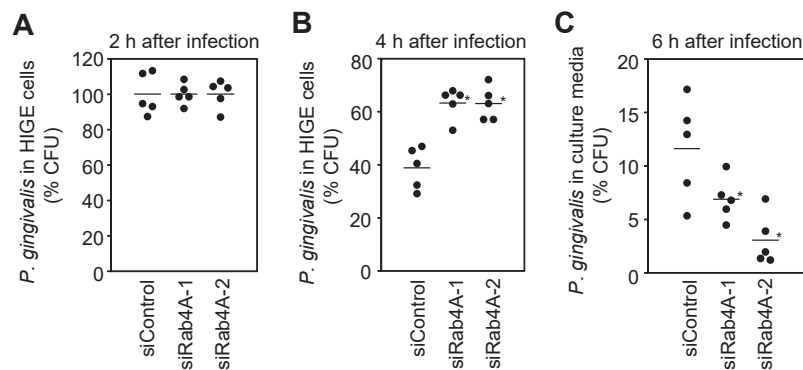 A
2 h after infection
P. gingivalis in HIGE cells
(% CFU)
120
100
80
60
40
20
0
siControl
siRab4A-1
siRab4A-2
B
4 h after infection
P. gingivalis in HIGE cells
(% CFU)
80
60
40
20
0
*
*
siControl
siRab4A-1
siRab4A-2
C
6 h after infection
P. gingivalis in culture media
(% CFU)
20
15
10
5
0
*
*
siControl
siRab4A-1
siRab4A-2